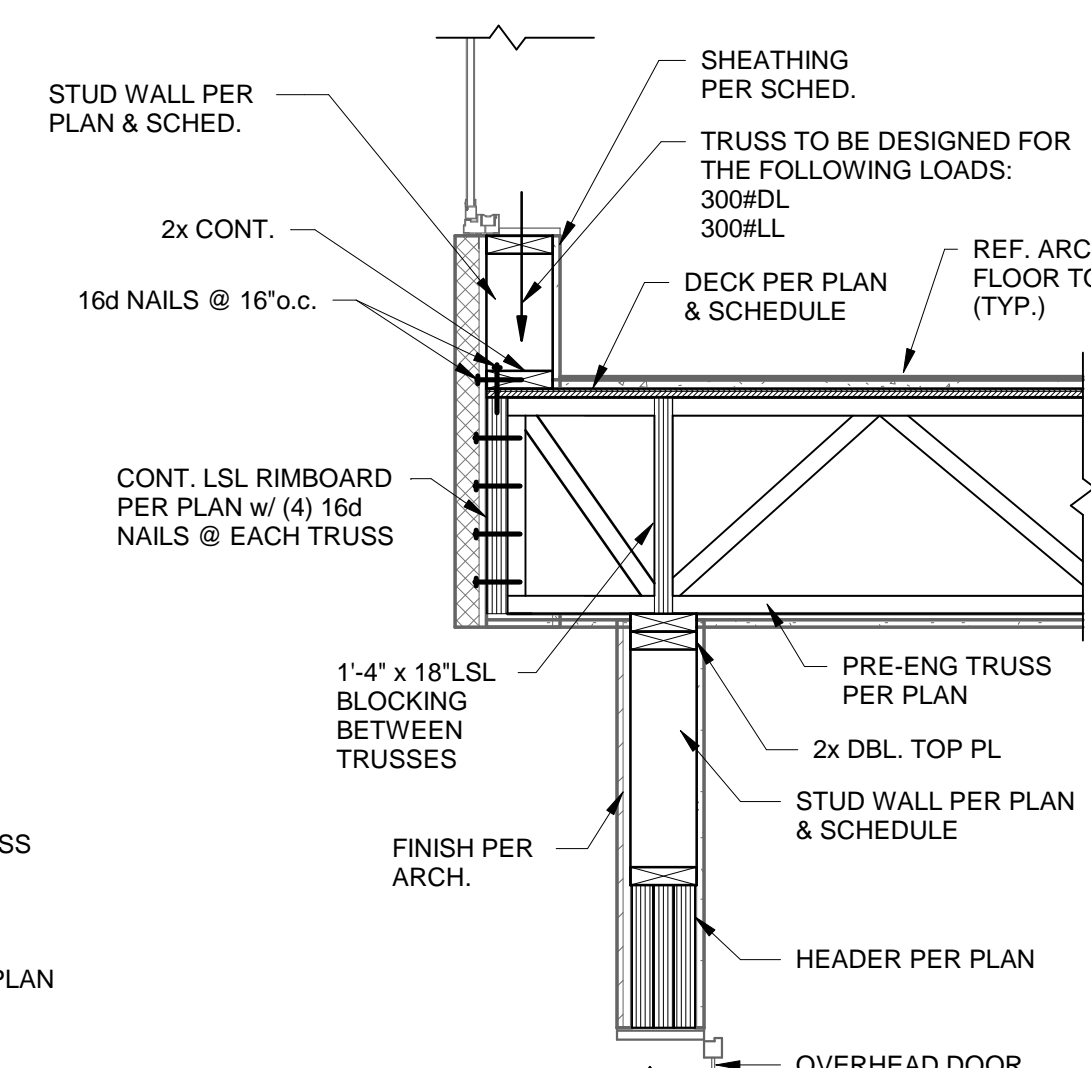 STUD WALL PER
PLAN & SCHED.
SHEATHING
PER SCHED.
TRUSS TO BE DESIGNED FOR
THE FOLLOWING LOADS:
300#DL
300#LL
2x CONT.
REF. ARC
FLOOR TO
(TYP.)
16d NAILS @ 16"o.c.
DECK PER PLAN
& SCHEDULE
CONT. LSL RIMBOARD
PER PLAN w/ (4) 16d
NAILS @ EACH TRUSS
1'-4" x 18"LSL
BLOCKING
BETWEEN
TRUSSES
PRE-ENG TRUSS
PER PLAN
2x DBL. TOP PL
STUD WALL PER PLAN
& SCHEDULE
SS
FINISH PER
ARCH.
HEADER PER PLAN
PLAN
OVERHEAD DOOR